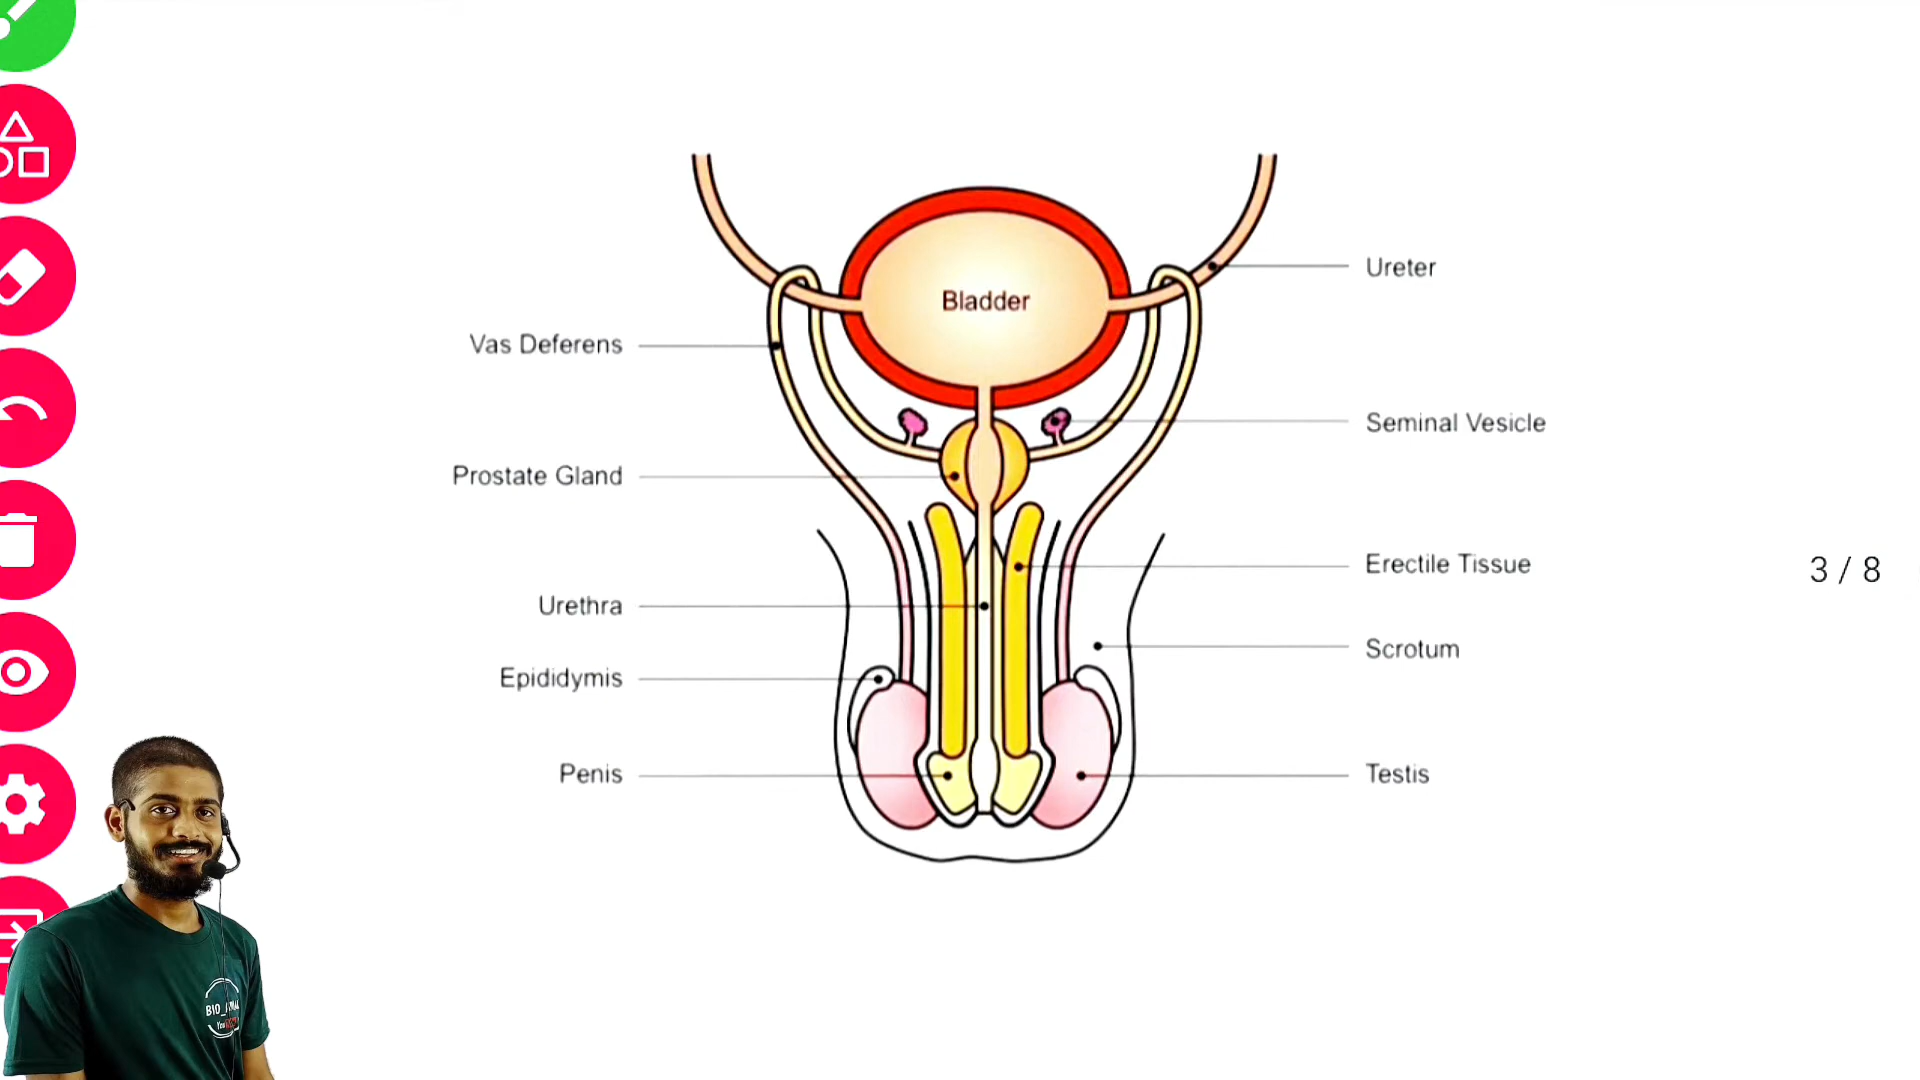 Bladder
Ureter
Vas Deferens
Seminal Vesicle
Prostate Gland
Erectile Tissue
3 / 8
Urethra
Scrotum
Epididymis
Penis
Testis